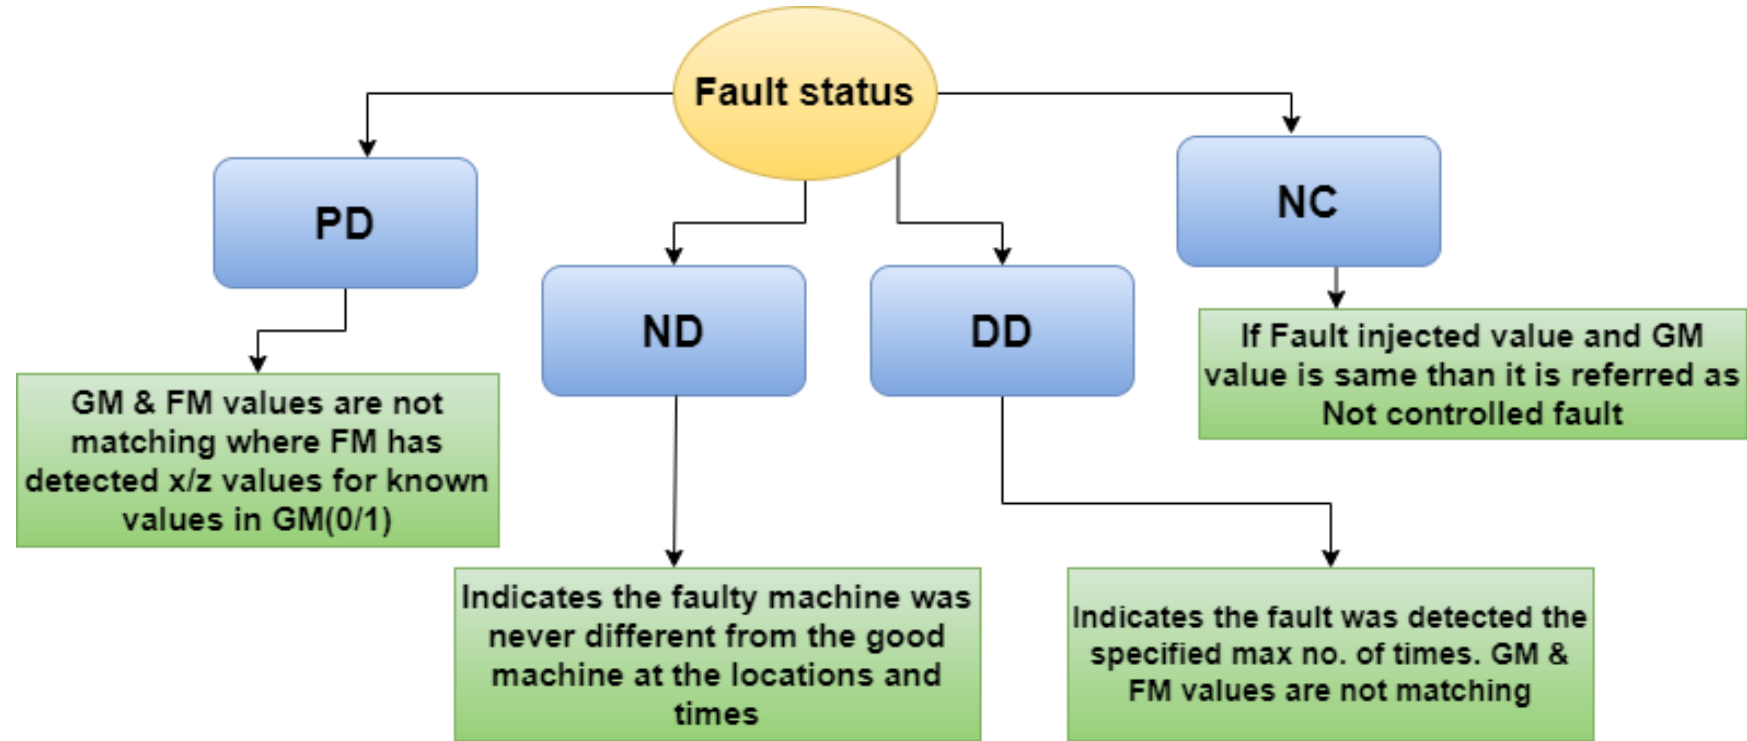 Fault status
PD
NC
ND
DD
If Fault injected value and GM
value is same than it is referred as
Not controlled fault
GM & FM values are not
matching where FM has
detected x/z values for known
values in GM(0/1)
Indicates the faulty machine was
never different from the good
machine at the locations and
times
Indicates the fault was detected the
specified max no. of times. GM &
FM values are not matching